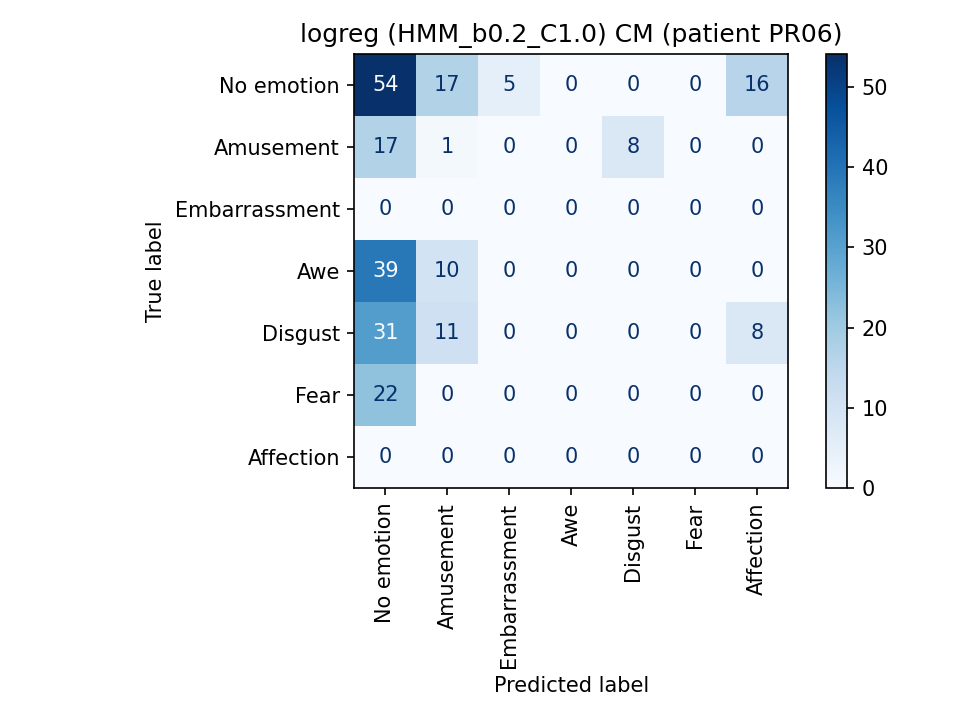 logreg (HMM_b0.2_C1.0) CM (patient PR06)
No emotion 54 17 5 0 0 0 16
Amusement 17 1 0 0 8 0 0
Embarrassment 0 0 0 0 0 0 0
Awe 39 10 0 0 0 0 0
Disgust 31 11 0 0 0 0 8
Fear 22 0 0 0 0 0 0
Affection 0 0 0 0 0 0 0
True label
No emotion
Amusement
Embarrassment
Awe
Disgust
Fear
Affection
Predicted label
50
40
30
20
10
0